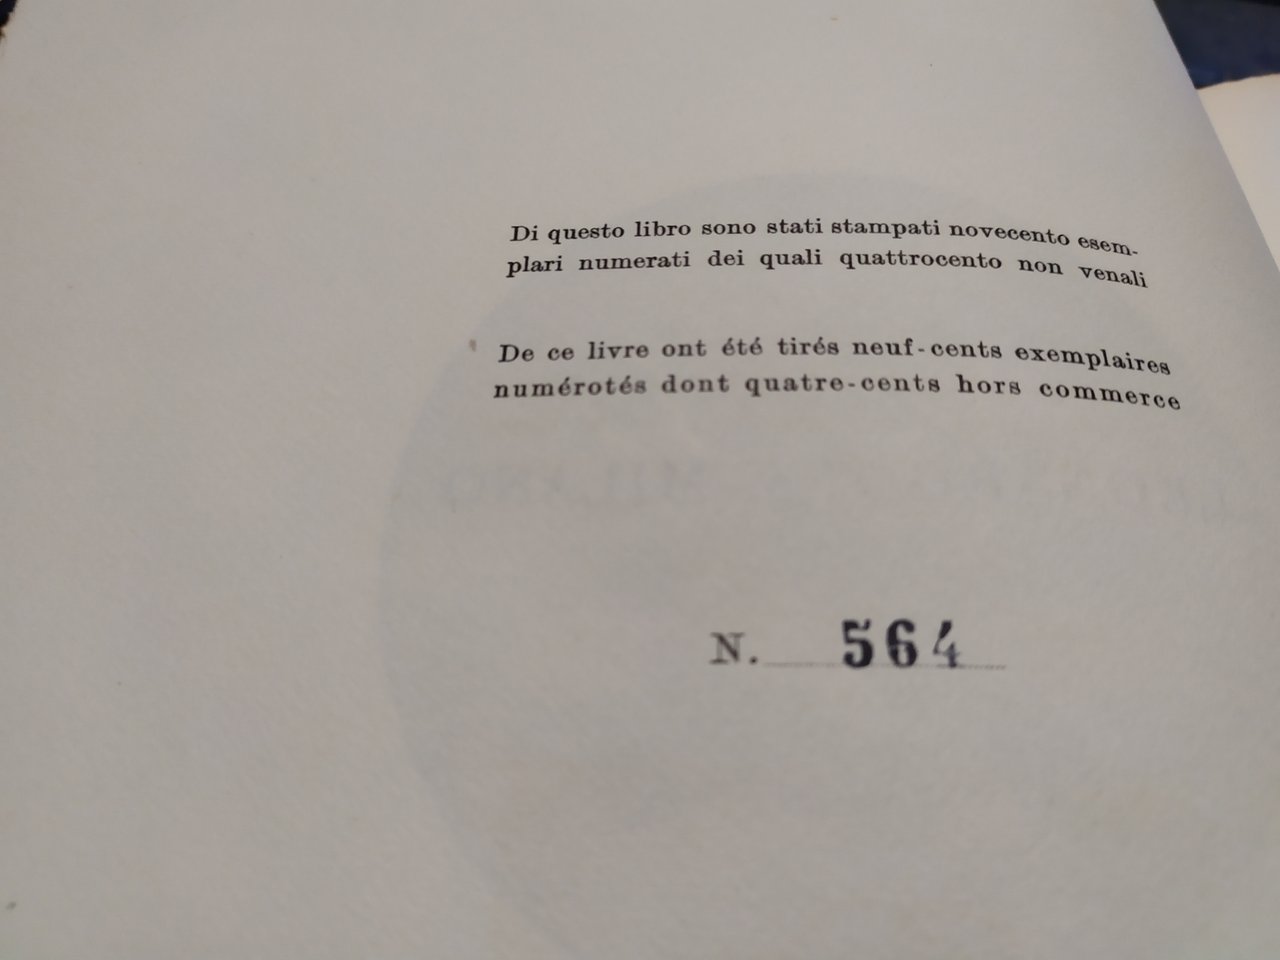 Di questo libro sono stati stampati novecento esem-
plari numerati dei quali quattrocento non venali
De ce livre ont été tirés neuf-cents exemplaires
numérotés dont quatre-cents hors commerce
N. 564